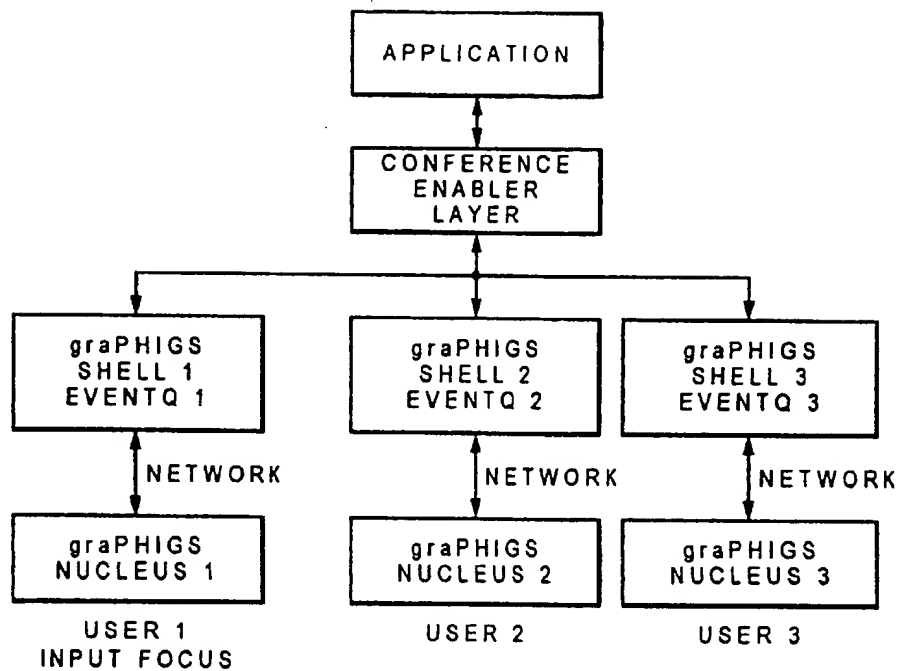 APPLICATION
CONFERENCE
ENABLER
LAYER
graPHIGS
SHELL 1
EVENTQ 1
graPHIGS
SHELL 2
EVENTQ 2
graPHIGS
SHELL 3
EVENTQ 3
NETWORK
NETWORK
NETWORK
graPHIGS
NUCLEUS 1
graPHIGS
NUCLEUS 2
graPHIGS
NUCLEUS 3
USER 1
INPUT FOCUS
USER 2
USER 3